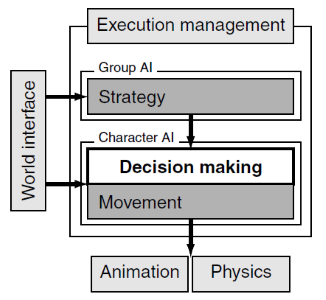 Execution management
Group AI
Strategy
World interface
Character AI
Decision making
Movement
Animation
Physics